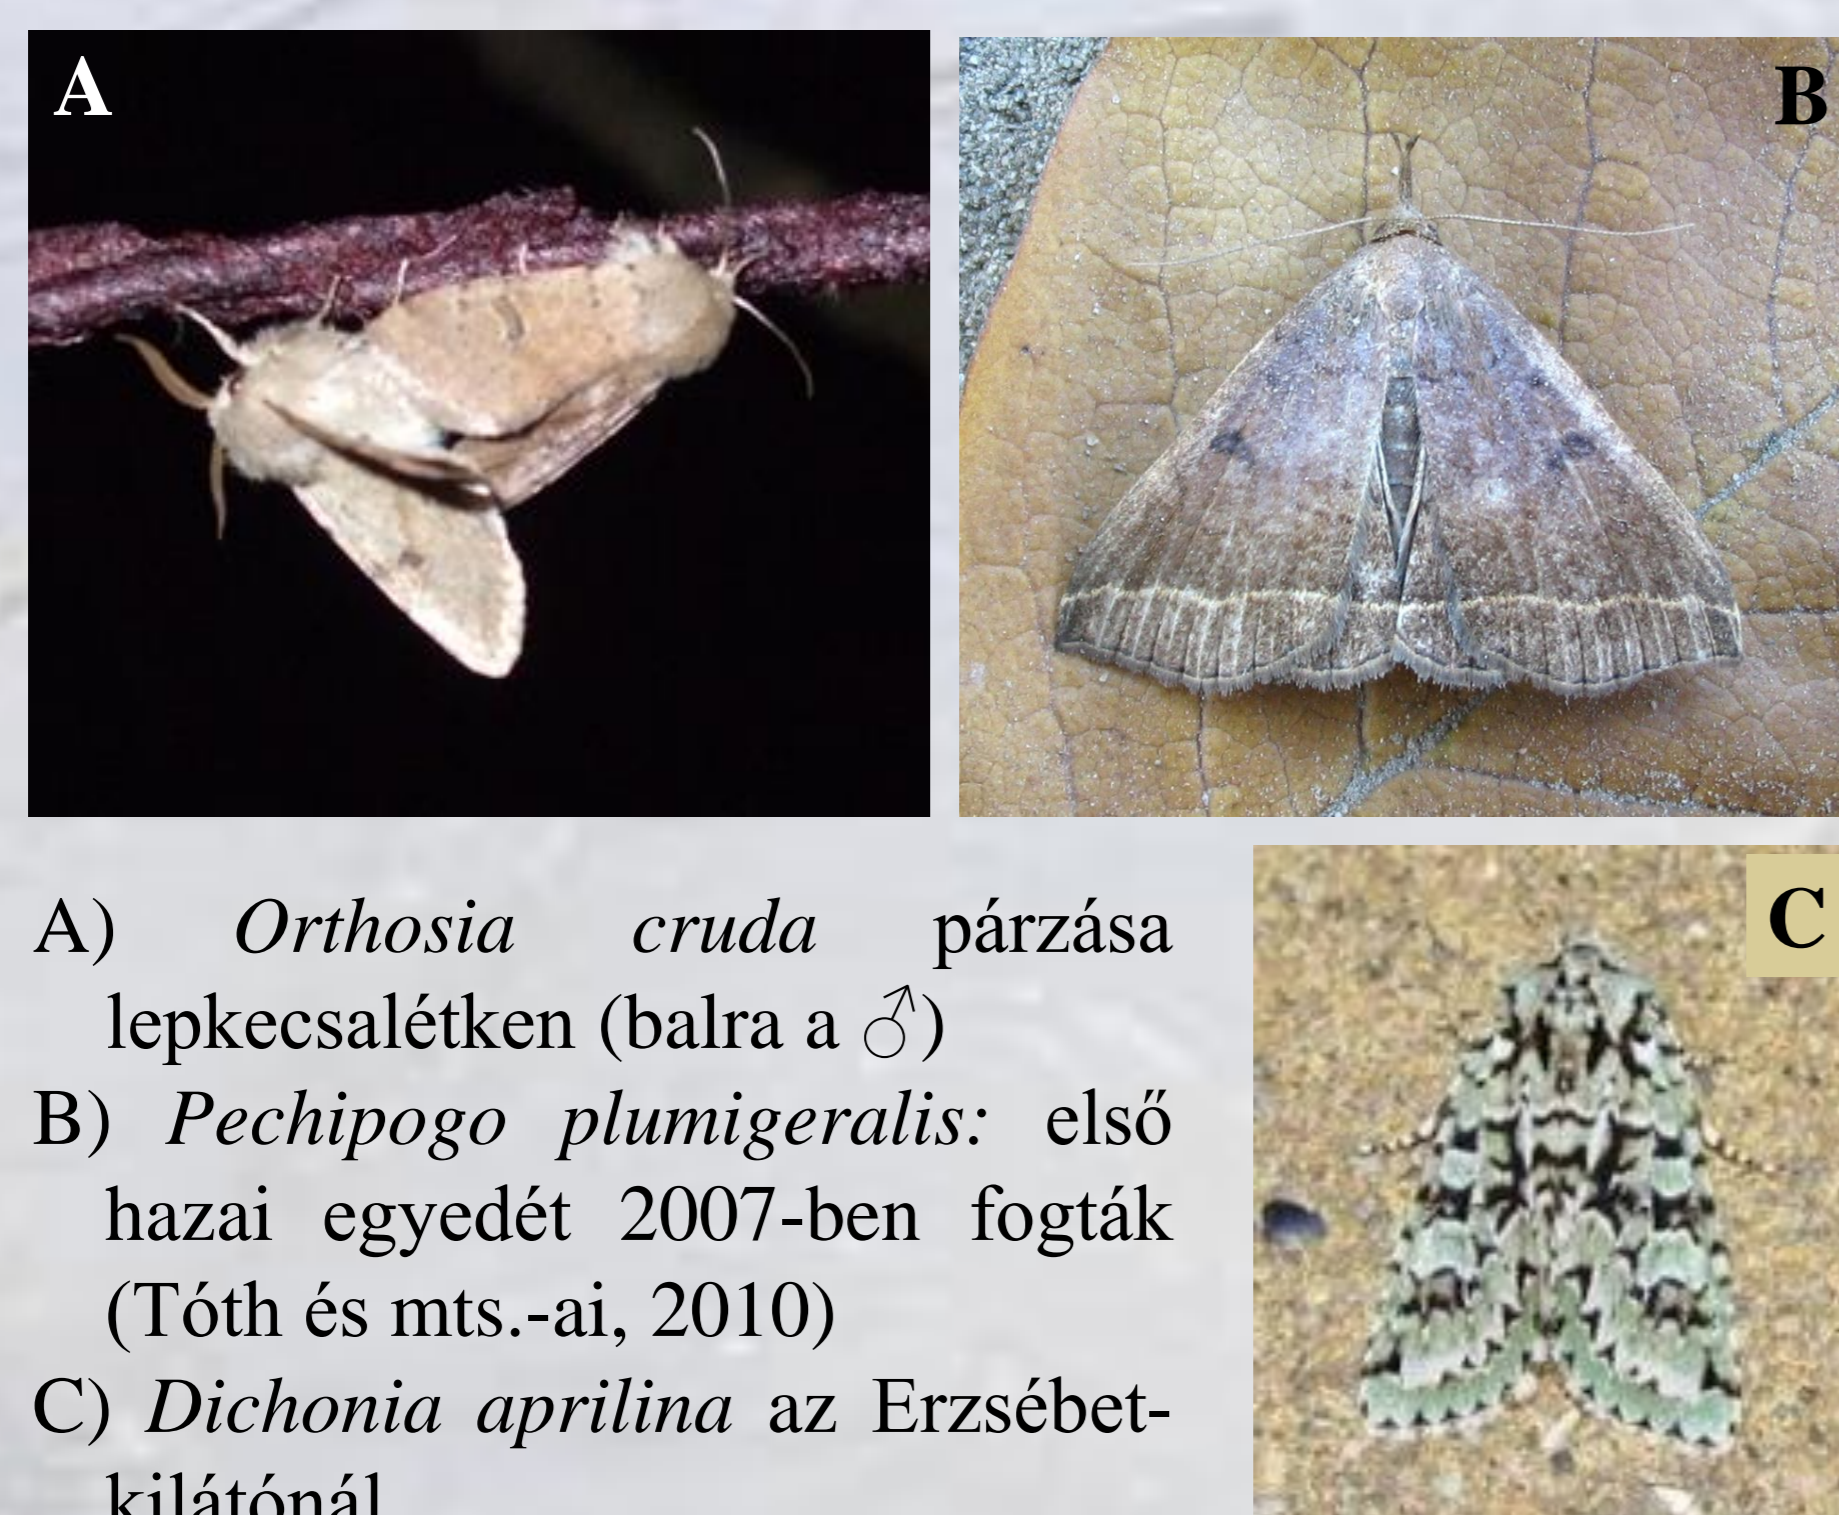 A
B
A) Orthosia cruda párzása
lepkecsalétken (balra a ♂)
B) Pechipogo plumigeralis: első
hazai egyedét 2007-ben fogták
(Tóth és mts.-ai, 2010)
C
C) Dichonia aprilina az Erzsébet-
kilátónál